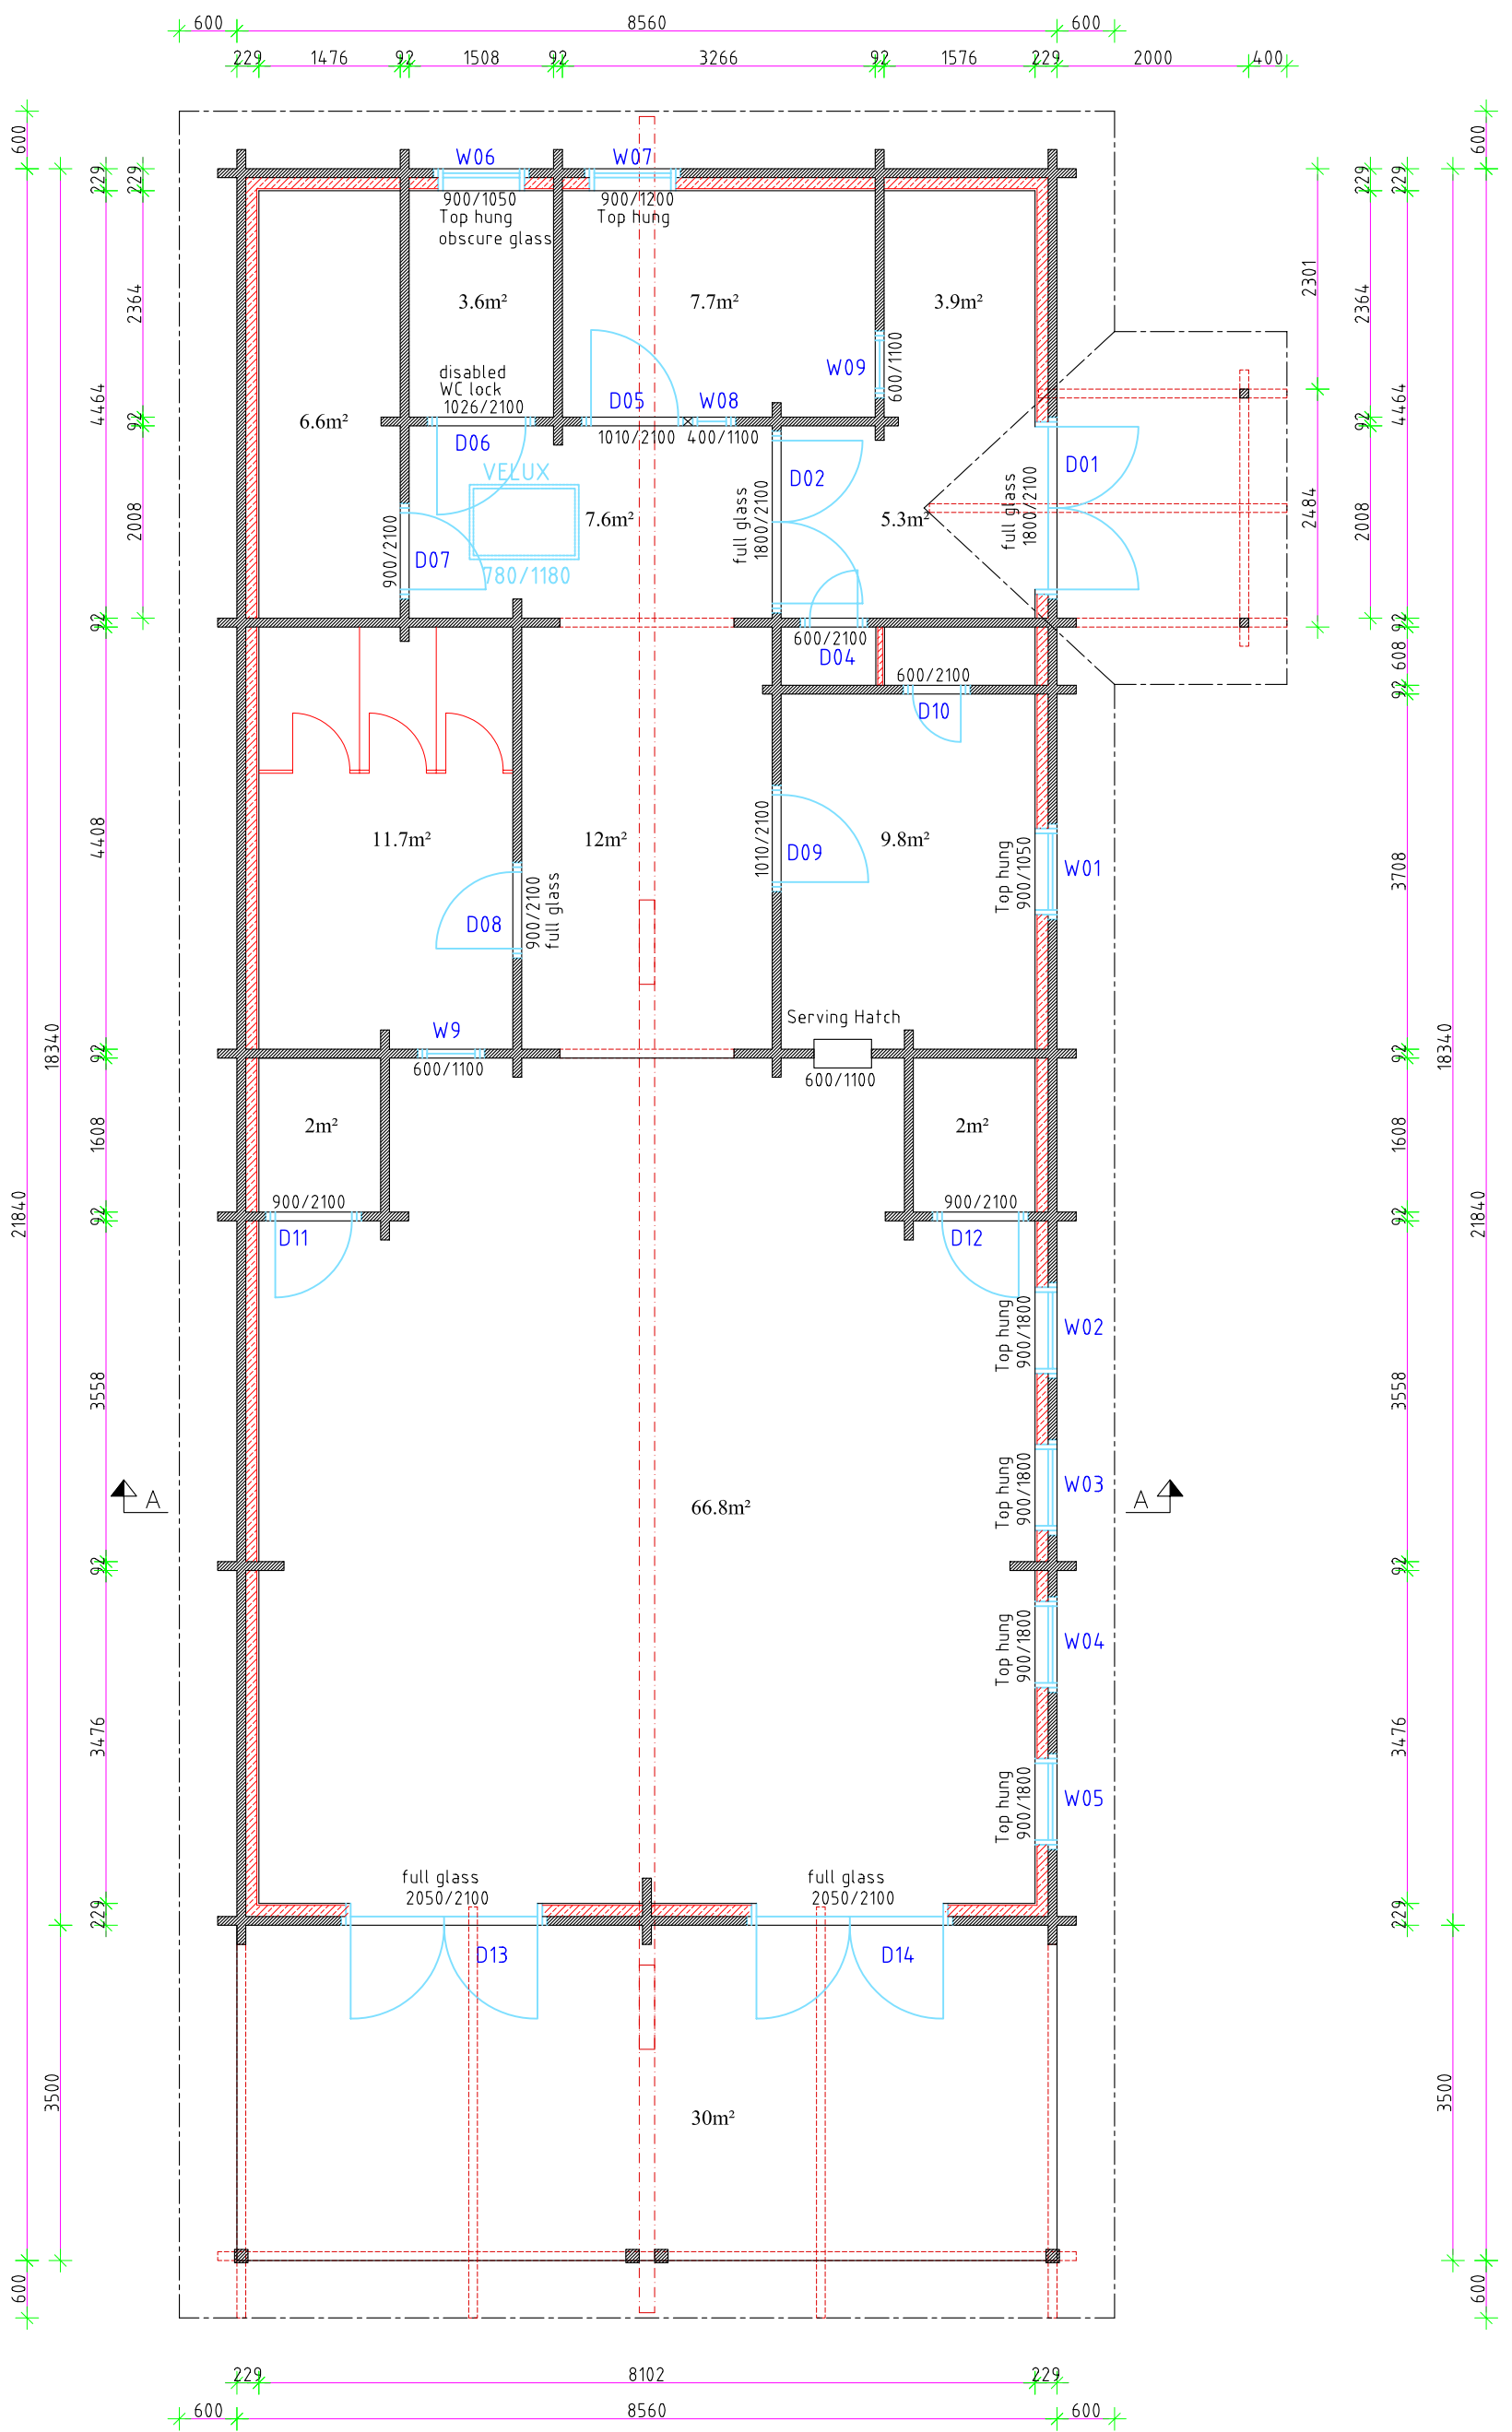 600
8560
600
229
1476
92
1508
92
3266
92
1576
229
2000
400
600
229
229
W06
W07
900/1050
Top hung
obscure glass
900/1200
Top hung
229
229
600
2364
4464
3.6m²
7.7m²
3.9m²
2301
2364
4464
disabled
WC lock
1026/2100
D05
W08
W09
600/1100
6.6m²
92
92
D06
1010/2100
400/1100
VELUX
D02
D01
full glass
1800/2100
full glass
1800/2100
7.6m²
5.3m²
2008
2484
2008
900/2100
D07
780/1180
92
600/2100
D04
600/2100
D10
92
608
92
4408
11.7m²
12m²
1010/2100
D09
9.8m²
Top hung
900/1050
W01
3708
D08
900/2100
full glass
18340
18340
W9
600/1100
Serving Hatch
600/1100
92
92
2m²
2m²
1608
1608
21840
21840
900/2100
900/2100
92
92
D11
D12
Top hung
900/1800
W02
3558
3558
Top hung
900/1800
W03
A
A
66.8m²
92
92
Top hung
900/1800
W04
3476
3476
Top hung
900/1800
W05
full glass
2050/2100
full glass
2050/2100
229
229
D13
D14
3500
3500
30m²
600
600
229
8102
229
600
8560
600